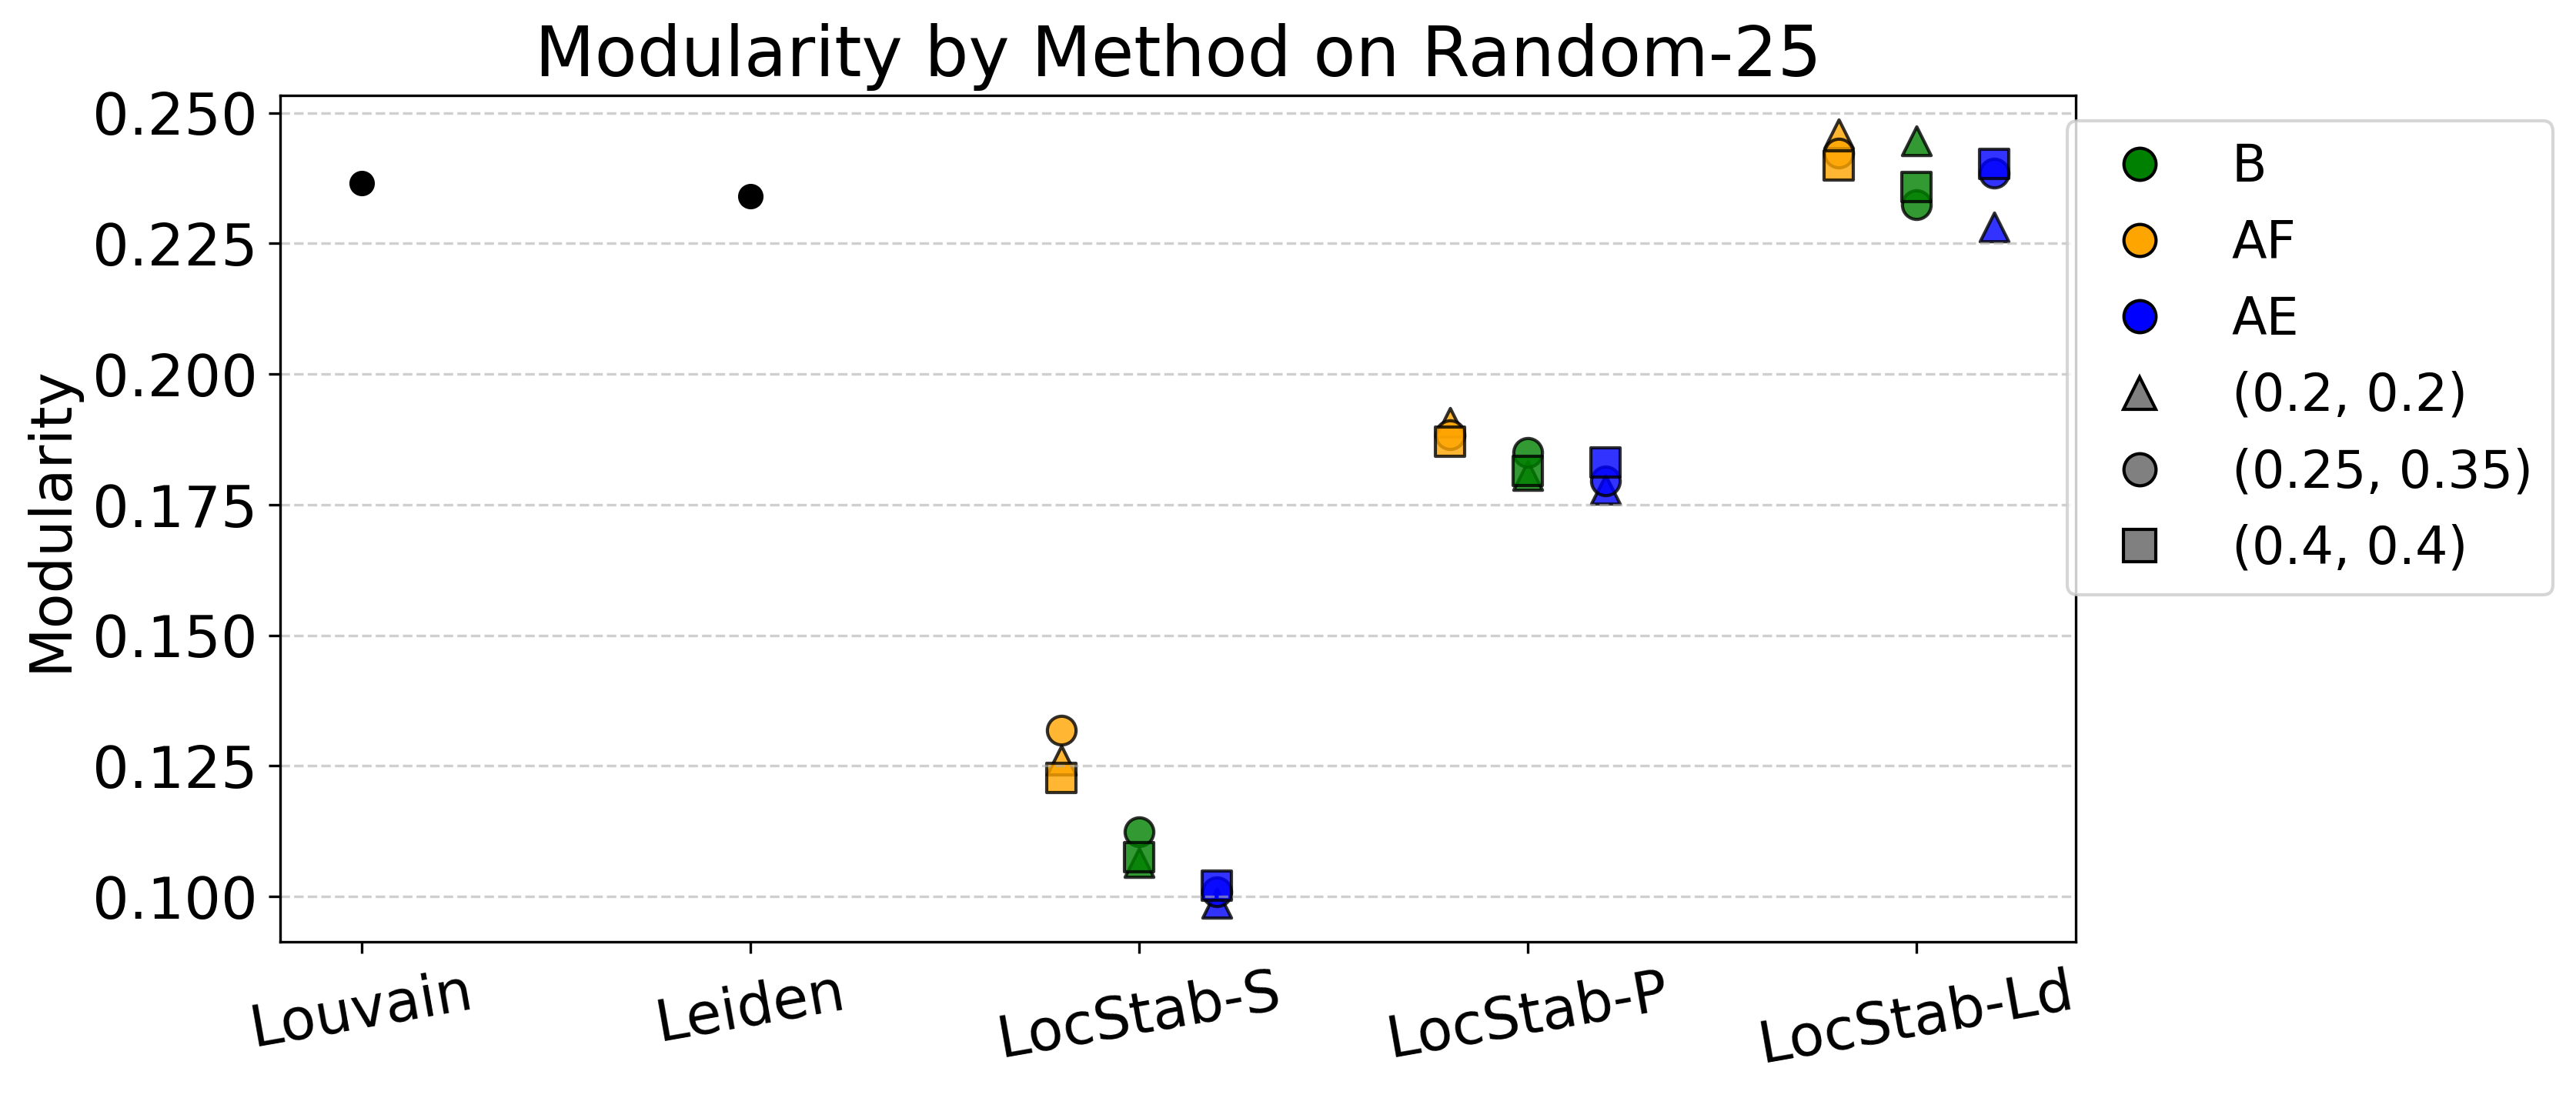 Modularity by Method on Random-25
Modularity
0.250
0.225
0.200
0.175
0.150
0.125
0.100
Louvain
Leiden
LocStab-S
LocStab-P
LocStab-Ld
B
AF
AE
(0.2, 0.2)
(0.25, 0.35)
(0.4, 0.4)